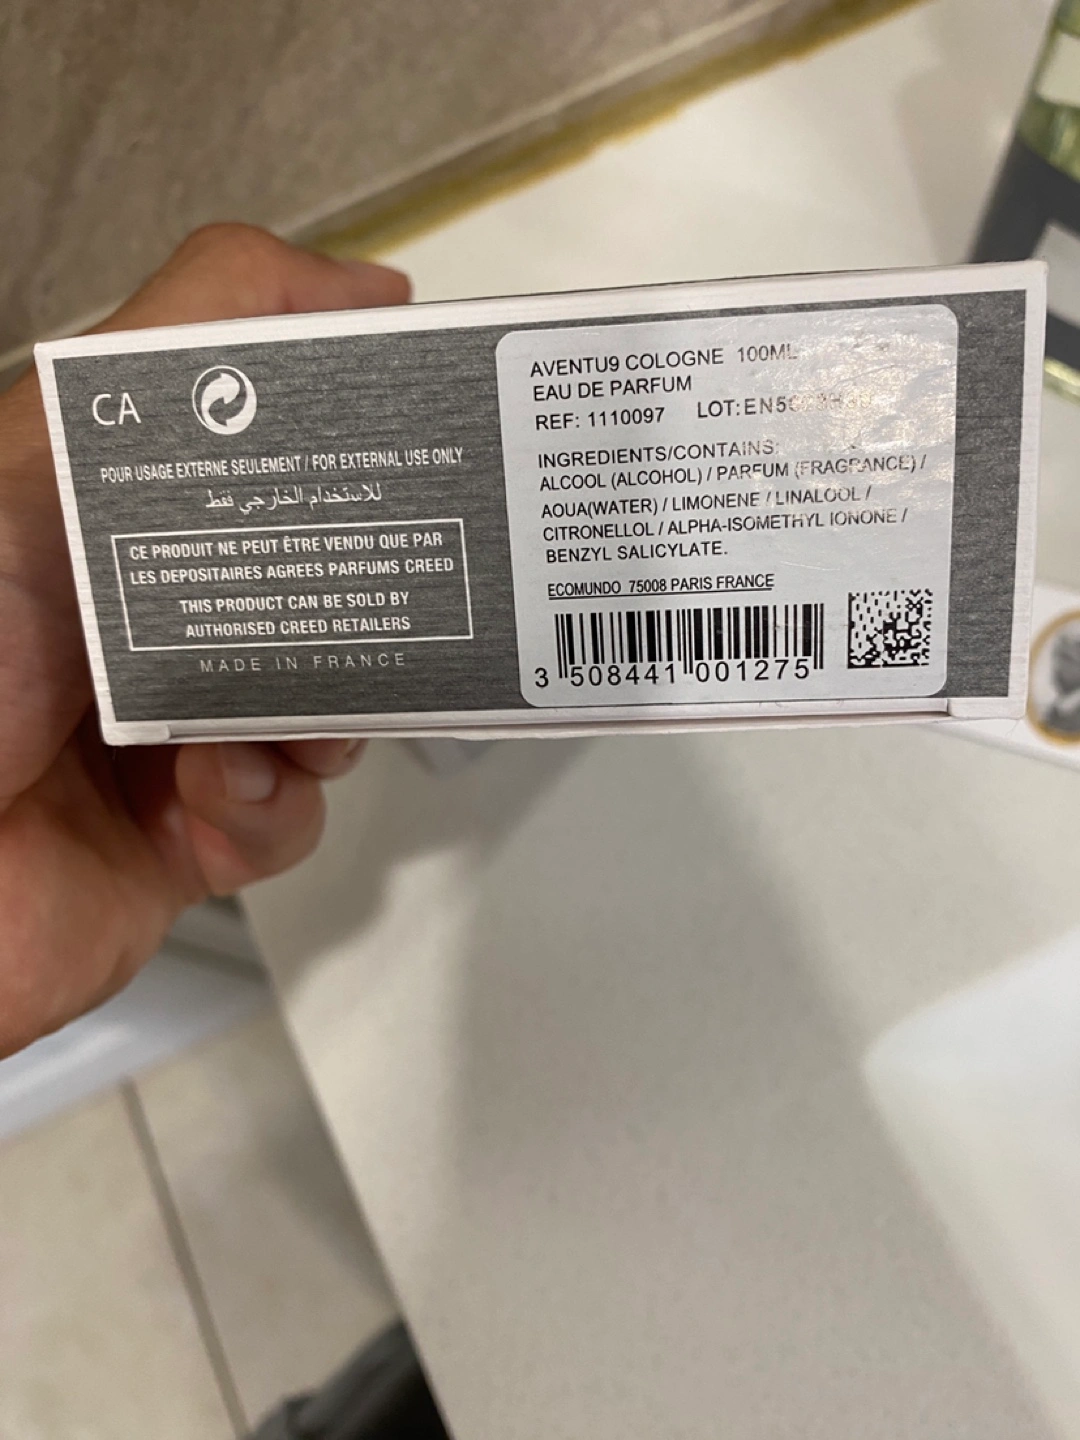 CA
POUR USAGE EXTERNE SEULEMENT / FOR EXTERNAL USE ONLY
للاستخدام الخارجي فقط
CE PRODUIT NE PEUT ÊTRE VENDU QUE PAR
LES DEPOSITAIRES AGREES PARFUMS CREED
THIS PRODUCT CAN BE SOLD BY
AUTHORISED CREED RETAILERS
MADE IN FRANCE
AVENTU9 COLOGNE 100ML
EAU DE PARFUM
REF: 1110097 LOT:
INGREDIENTS/CONTAINS:
ALCOOL (ALCOHOL) / PARFUM (FRAGRANCE) /
AOUA(WATER) / LIMONENE / LINALOOL /
CITRONELLOL / ALPHA-ISOMETHYL IONONE /
BENZYL SALICYLATE.
ECOMUNDO 75008 PARIS FRANCE
3 508441 001275